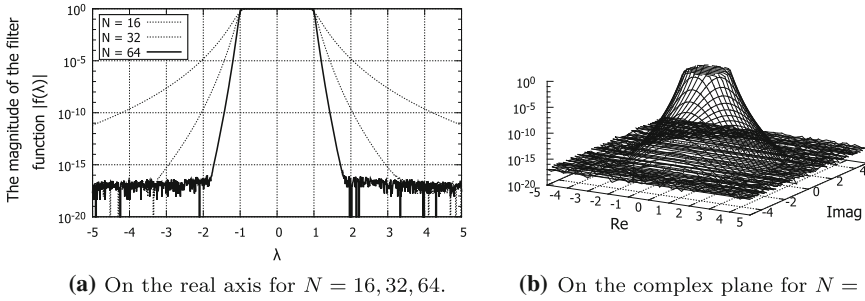 The magnitude of the filter
function |f(λ)|
10^0
10^-5
10^-10
10^-15
10^-20
N = 16
N = 32
N = 64
-5 -4 -3 -2 -1 0 1 2 3 4 5
λ
10^0
10^-5
10^-10
10^-15
10^-20
-5 -4 -3 -2 -1 0 1 2 3 4 5
Re
-4 -2 0 2 4
Imag
(a) On the real axis for N = 16, 32, 64.
(b) On the complex plane for N =